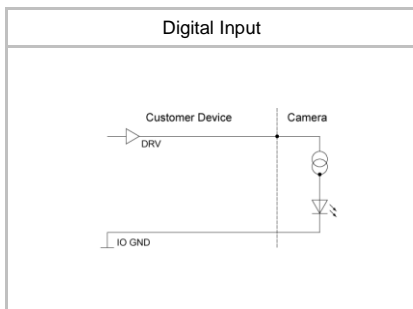 Digital Input
Customer Device
Camera
DRV
IO GND